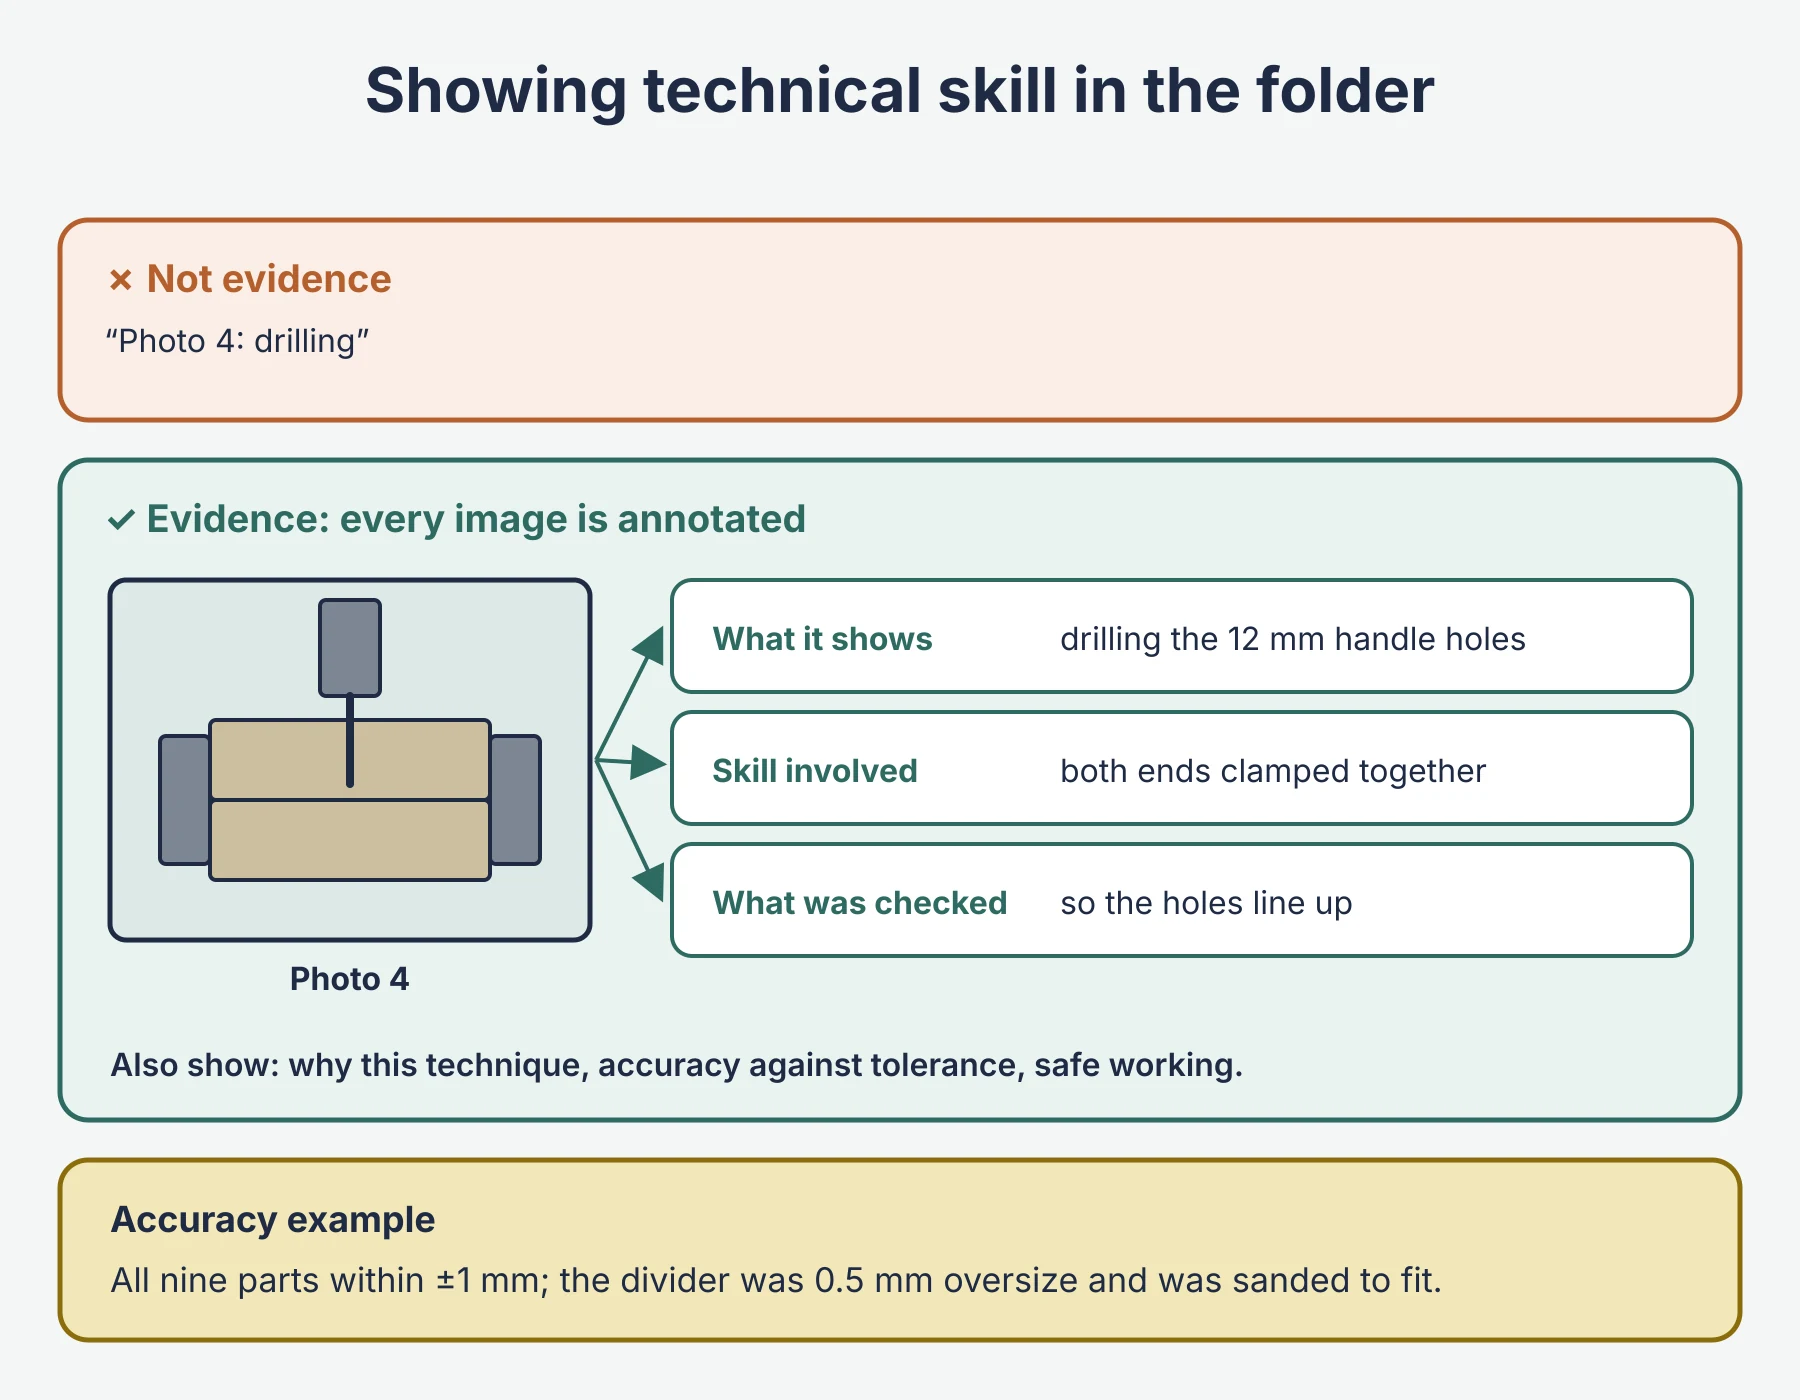 Showing technical skill in the folder
× Not evidence
“Photo 4: drilling”
✓ Evidence: every image is annotated
What it shows drilling the 12 mm handle holes
Skill involved both ends clamped together
What was checked so the holes line up
Photo 4
Also show: why this technique, accuracy against tolerance, safe working.
Accuracy example
All nine parts within ±1 mm; the divider was 0.5 mm oversize and was sanded to fit.